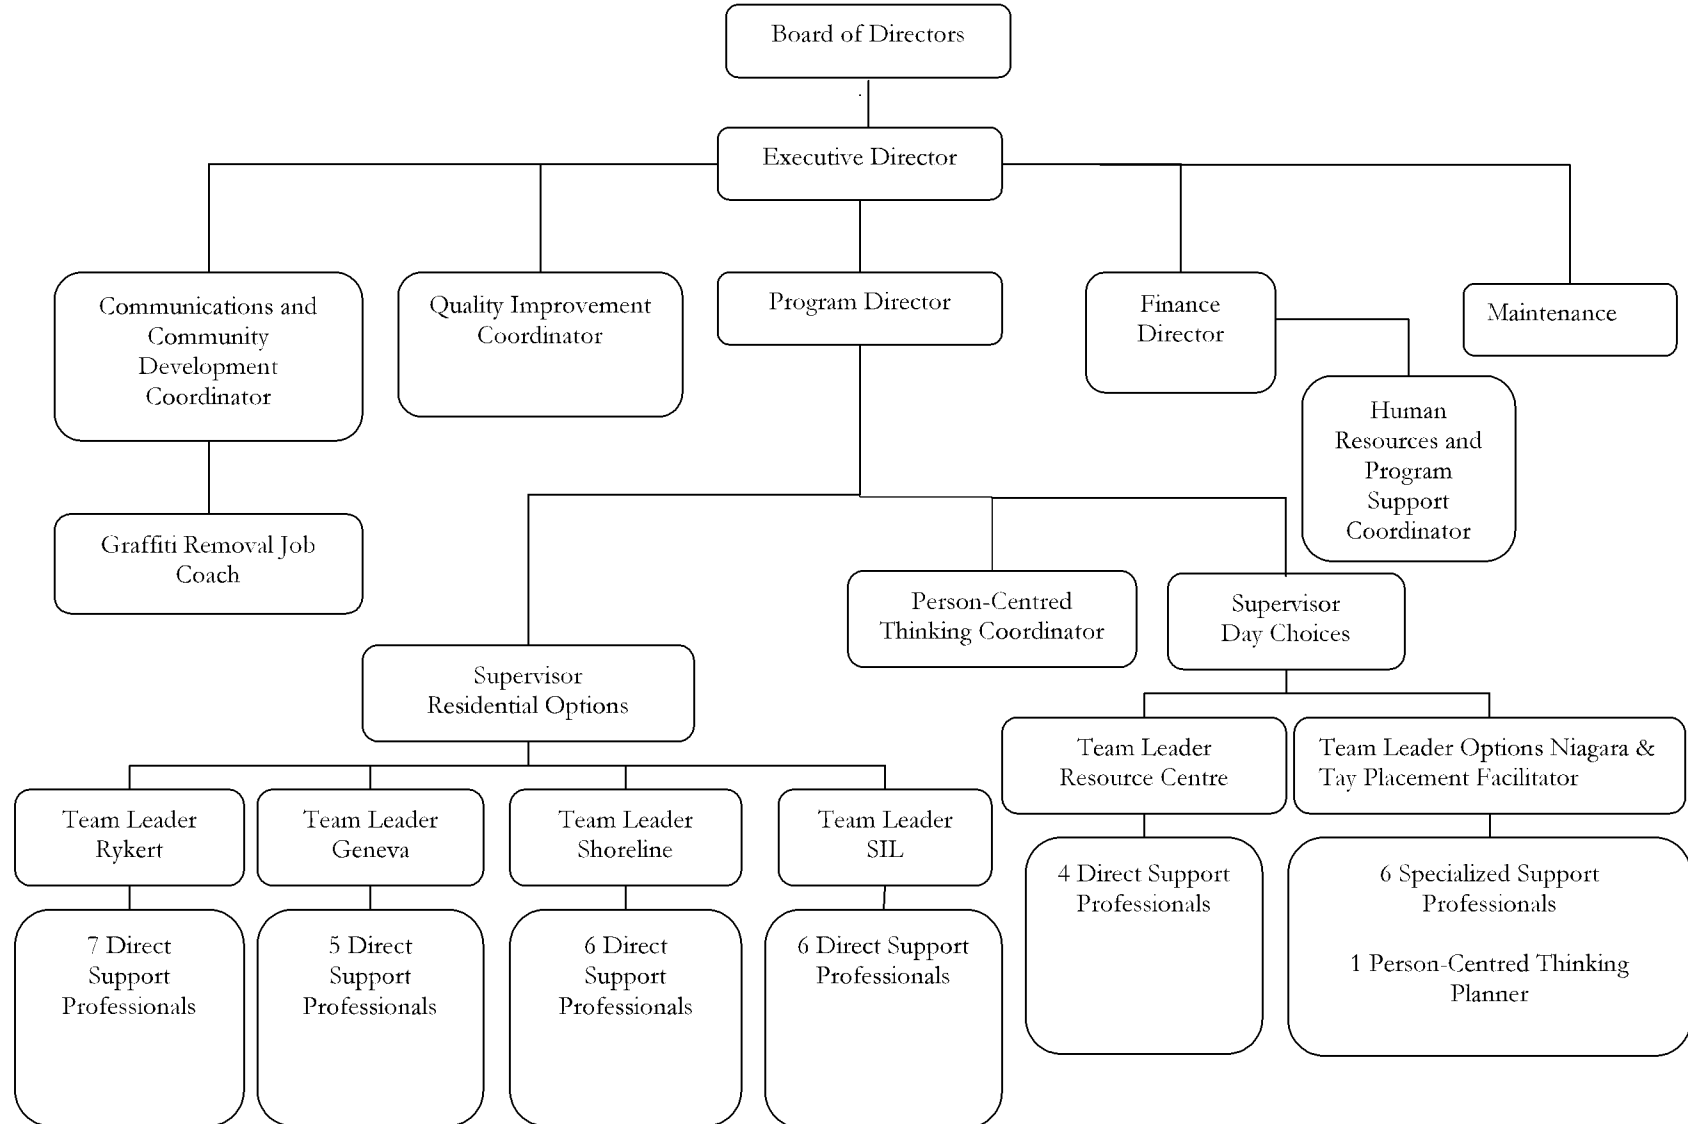 Board of Directors
Executive Director
Communications and
Community
Development
Coordinator
Quality Improvement
Coordinator
Program Director
Finance
Director
Maintenance
Human
Resources and
Program
Support
Coordinator
Graffiti Removal Job
Coach
Person-Centred
Thinking Coordinator
Supervisor
Day Choices
Supervisor
Residential Options
Team Leader
Resource Centre
Team Leader Options Niagara &
Tay Placement Facilitator
Team Leader
Rykert
Team Leader
Geneva
Team Leader
Shoreline
Team Leader
SIL
4 Direct Support
Professionals
6 Specialized Support
Professionals
1 Person-Centred Thinking
Planner
7 Direct
Support
Professionals
5 Direct
Support
Professionals
6 Direct
Support
Professionals
6 Direct Support
Professionals